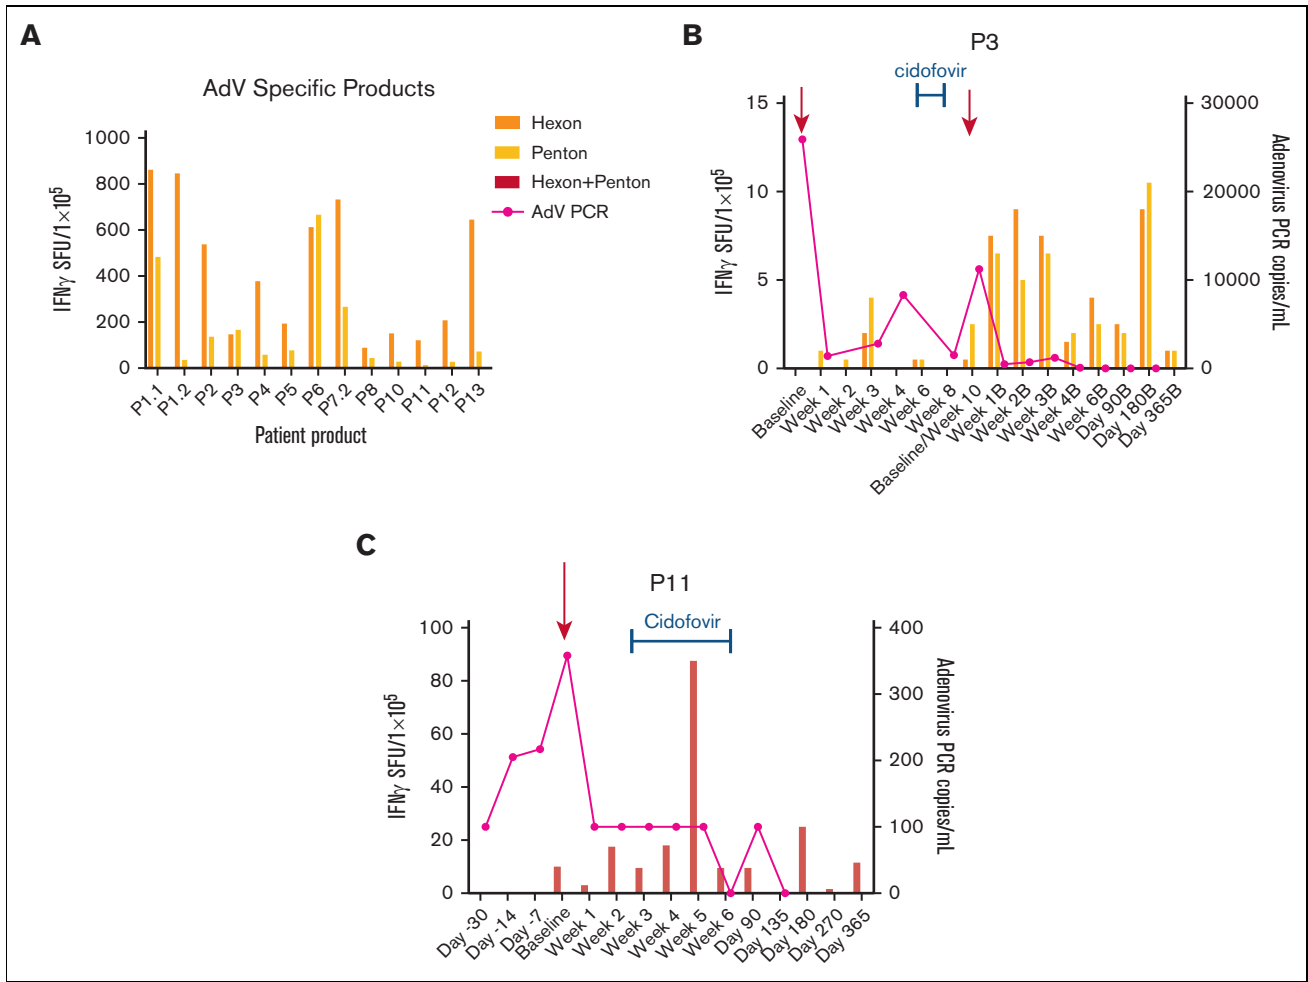 A
AdV Specific Products
1000
800
600
400
200
0
IFNγ SFU/1×10⁵
P1.1
P1.2
P2
P3
P4
P5
P6
P7.2
P8
P10
P11
P12
P13
Patient product
Hexon
Penton
Hexon+Penton
AdV PCR
B
P3
cidofovir
15
10
5
0
IFNγ SFU/1×10⁵
30000
20000
10000
0
Adenovirus PCR copies/mL
Baseline
Week 1
Week 2
Week 3
Week 4
Week 6
Week 8
Baseline/Week 10
Week 1B
Week 2B
Week 3B
Week 4B
Week 6B
Day 90B
Day 180B
Day 365B
C
P11
Cidofovir
100
80
60
40
20
0
IFNγ SFU/1×10⁵
400
300
200
100
0
Adenovirus PCR copies/mL
Day -30
Day -14
Day -7
Baseline
Week 1
Week 2
Week 3
Week 4
Week 5
Week 6
Day 90
Day 135
Day 180
Day 270
Day 365